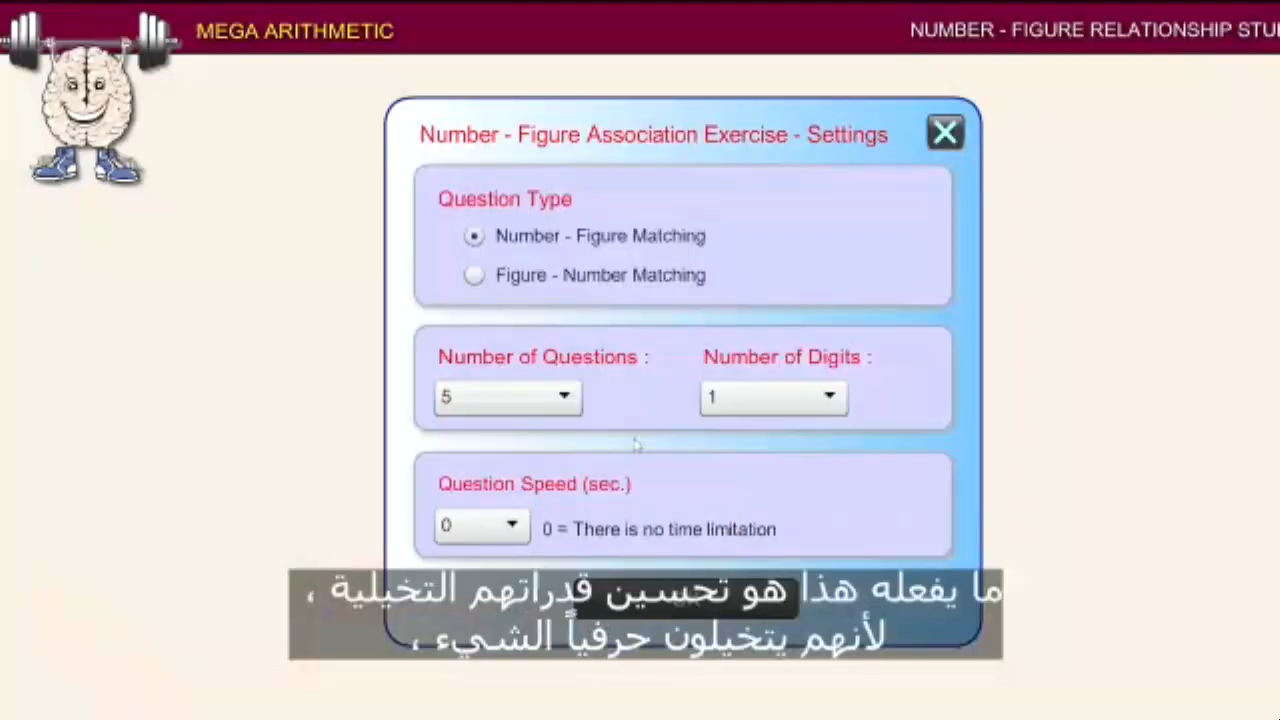 MEGA ARITHMETIC
NUMBER - FIGURE RELATIONSHIP
Number - Figure Association Exercise - Settings
Question Type
Number - Figure Matching
Figure - Number Matching
Number of Questions :
Number of Digits :
5
1
Question Speed (sec.)
0
0 = There is no time limitation
ما يفعله هذا هو تحسين قدراتهم التخيلية ،
لأنهم يتخيلون حرفياً الشيء ،